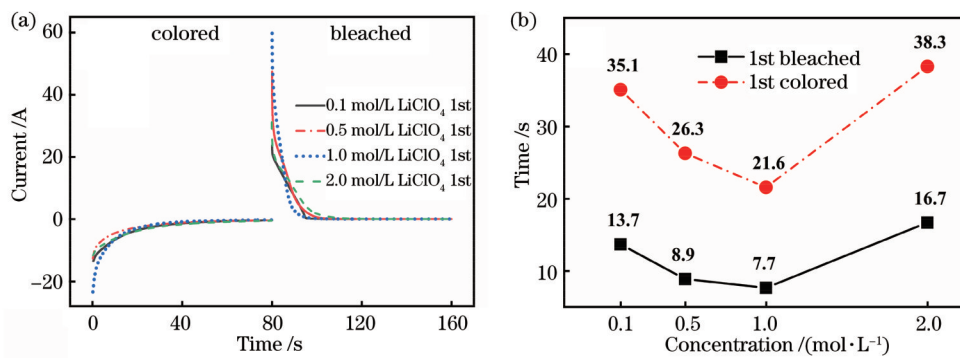 (a)
colored
bleached
0.1 mol/L LiClO₄ 1st
0.5 mol/L LiClO₄ 1st
1.0 mol/L LiClO₄ 1st
2.0 mol/L LiClO₄ 1st
Current /A
60
40
20
0
−20
0
40
80
120
160
Time /s
(b)
1st bleached
1st colored
35.1
26.3
21.6
38.3
13.7
8.9
7.7
16.7
Time /s
40
30
20
10
0.1
0.5
1.0
2.0
Concentration /(mol·L⁻¹)